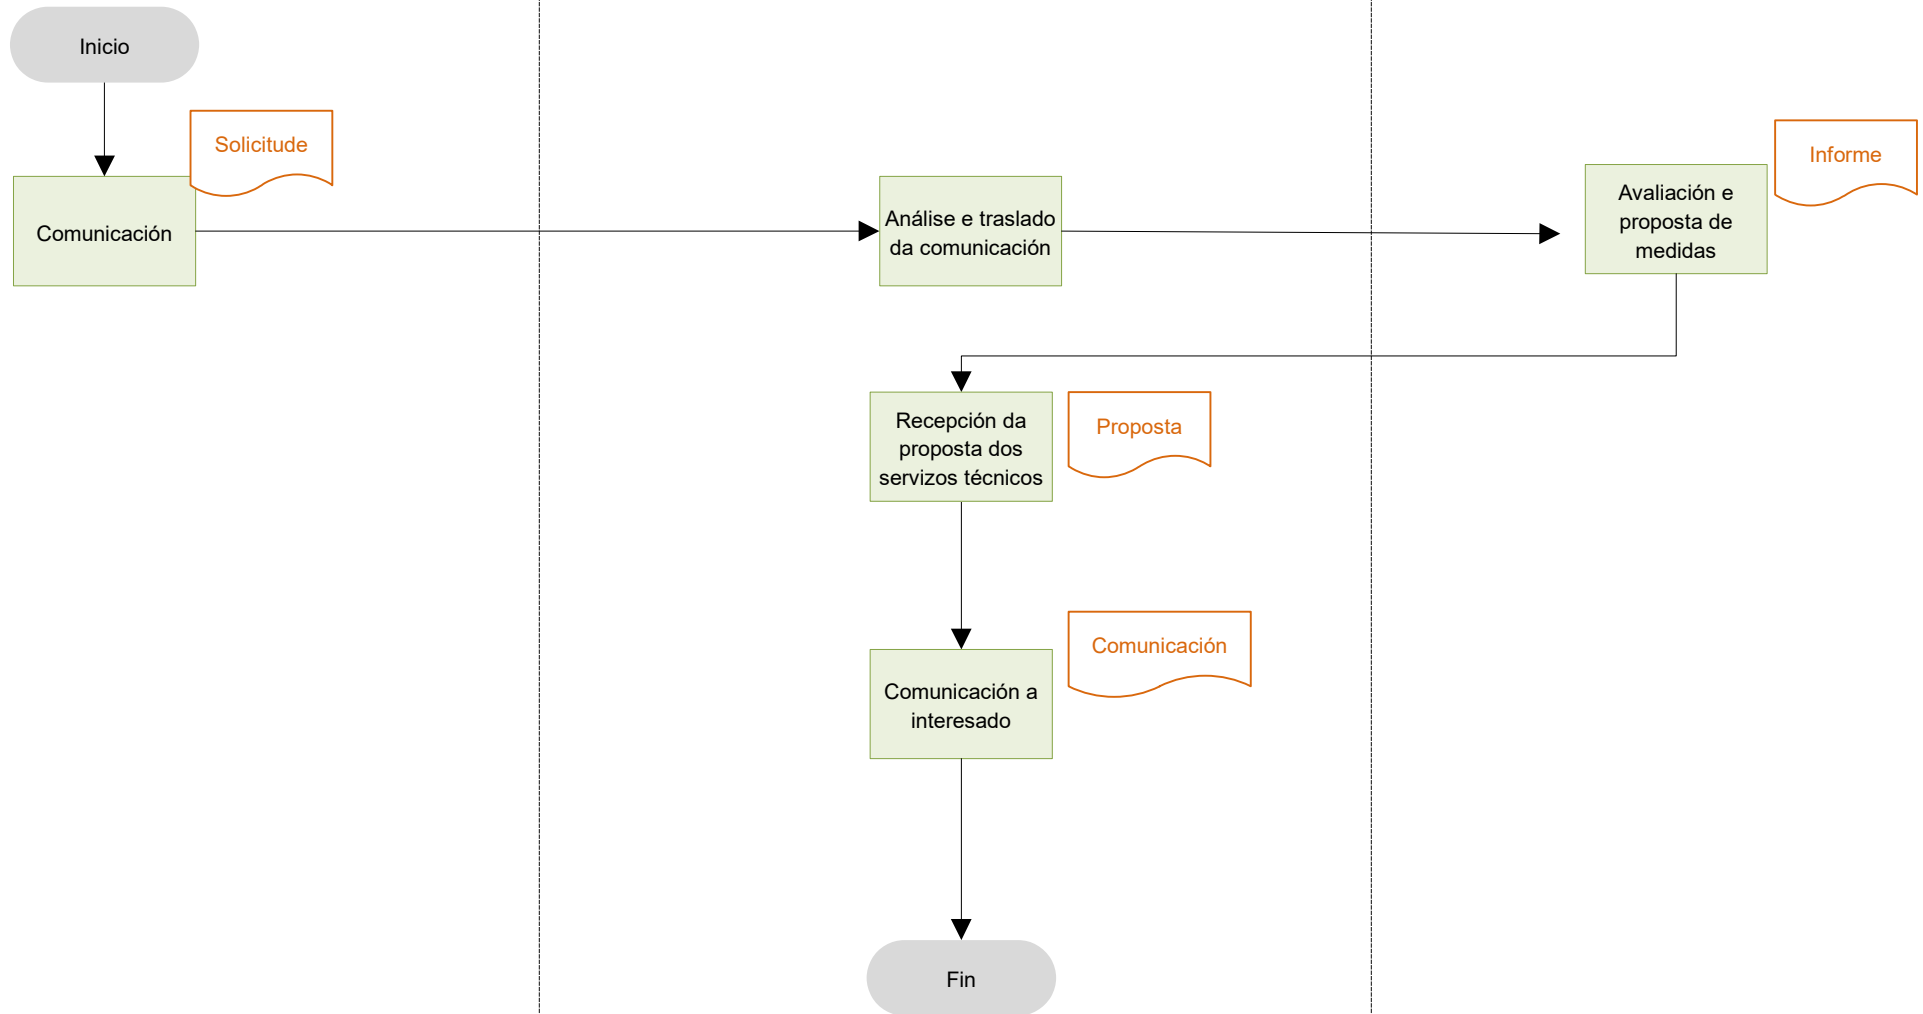 Inicio
Solicitude
Comunicación
Análise e traslado
da comunicación
Avaliación e
proposta de
medidas
Informe
Recepción da
proposta dos
servizos técnicos
Proposta
Comunicación a
interesado
Comunicación
Fin